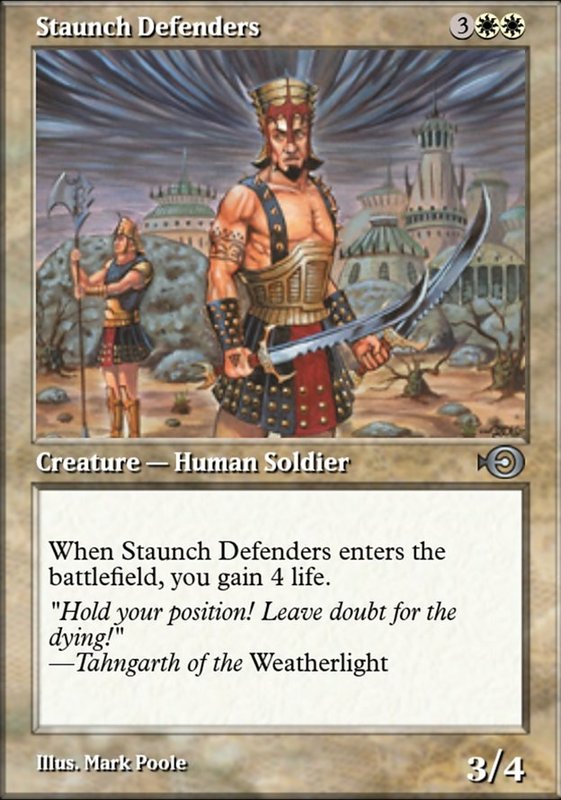 Staunch Defenders 3
Creature — Human Soldier
When Staunch Defenders enters the
battlefield, you gain 4 life.
"Hold your position! Leave doubt for the
dying!"
—Tahngarth of the Weatherlight
Illus. Mark Poole
3/4